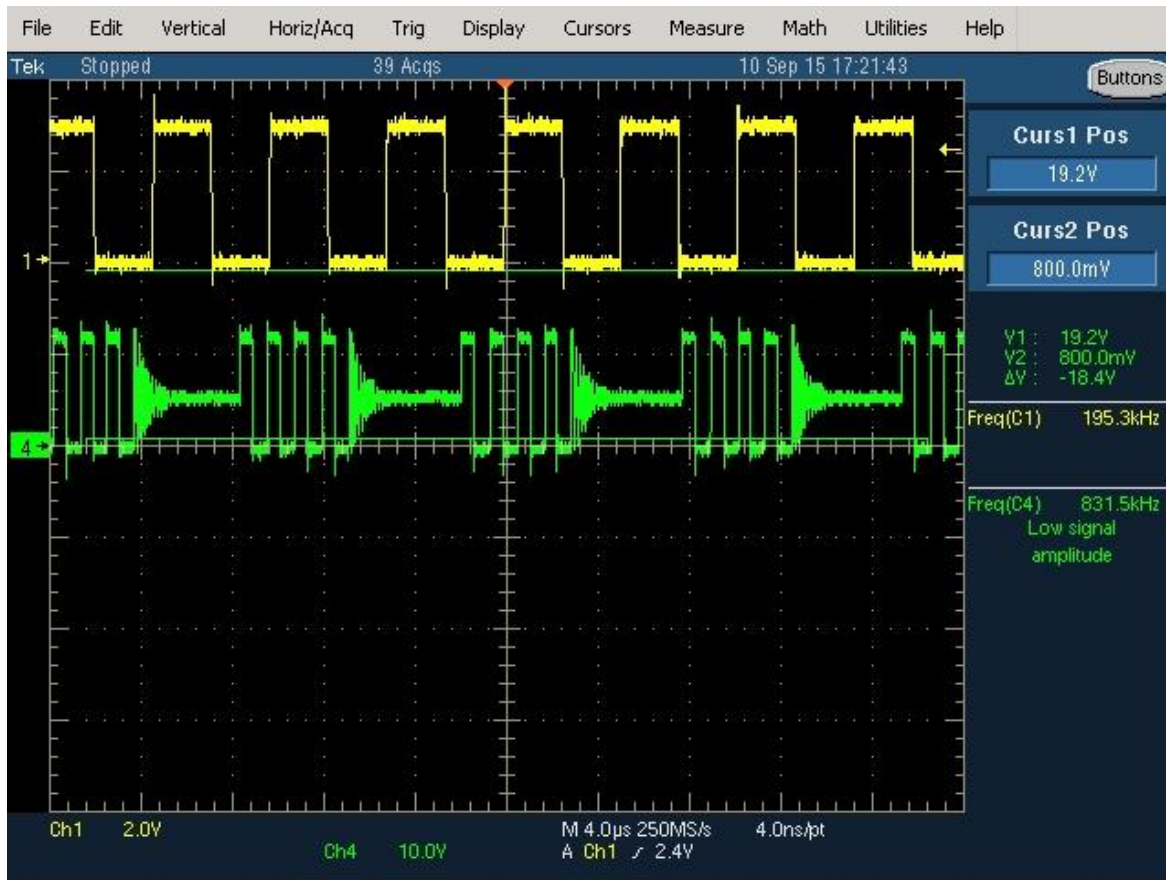 File Edit Vertical Horiz/Acq Trig Display Cursors Measure Math Utilities Help
Tek Stopped 39 Acqs 10 Sep 15 17:21:43
Buttons
Curs1 Pos
19.2V
Curs2 Pos
800.0mV
V1 : 19.2V
V2 : 800.0mV
ΔV : -18.4V
Freq(C1) 195.3kHz
Freq(C4) 831.5kHz
Low signal
amplitude
1
4
Ch1 2.0V M 4.0µs 250MS/s 4.0ns/pt
Ch4 10.0V A Ch1 2.4V